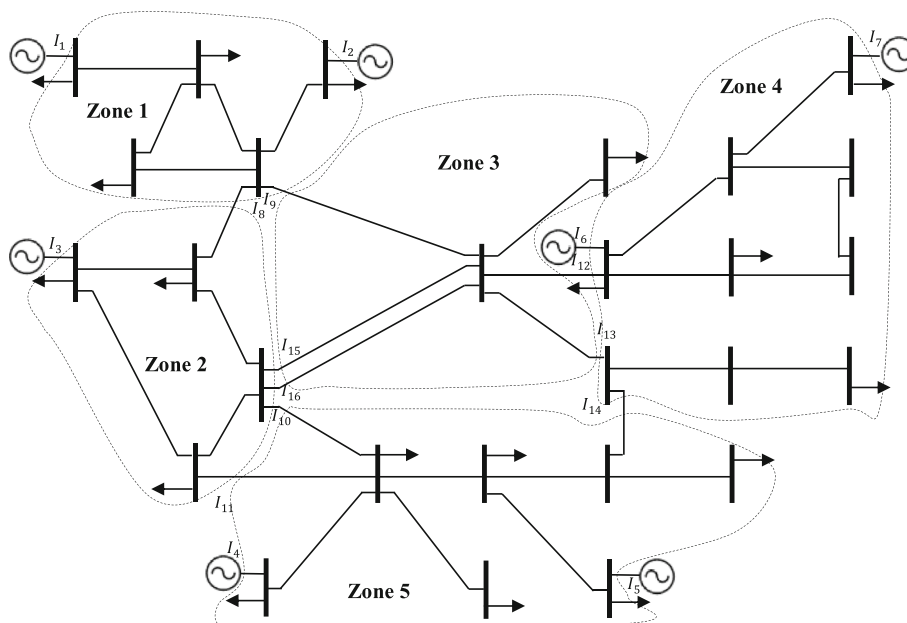 I₁
I₂
I₇
Zone 1
Zone 4
Zone 3
I₈
I₉
I₃
I₆
I₁₂
I₁₃
I₁₅
Zone 2
I₁₆
I₁₄
I₁₀
I₁₁
I₄
Zone 5
I₅